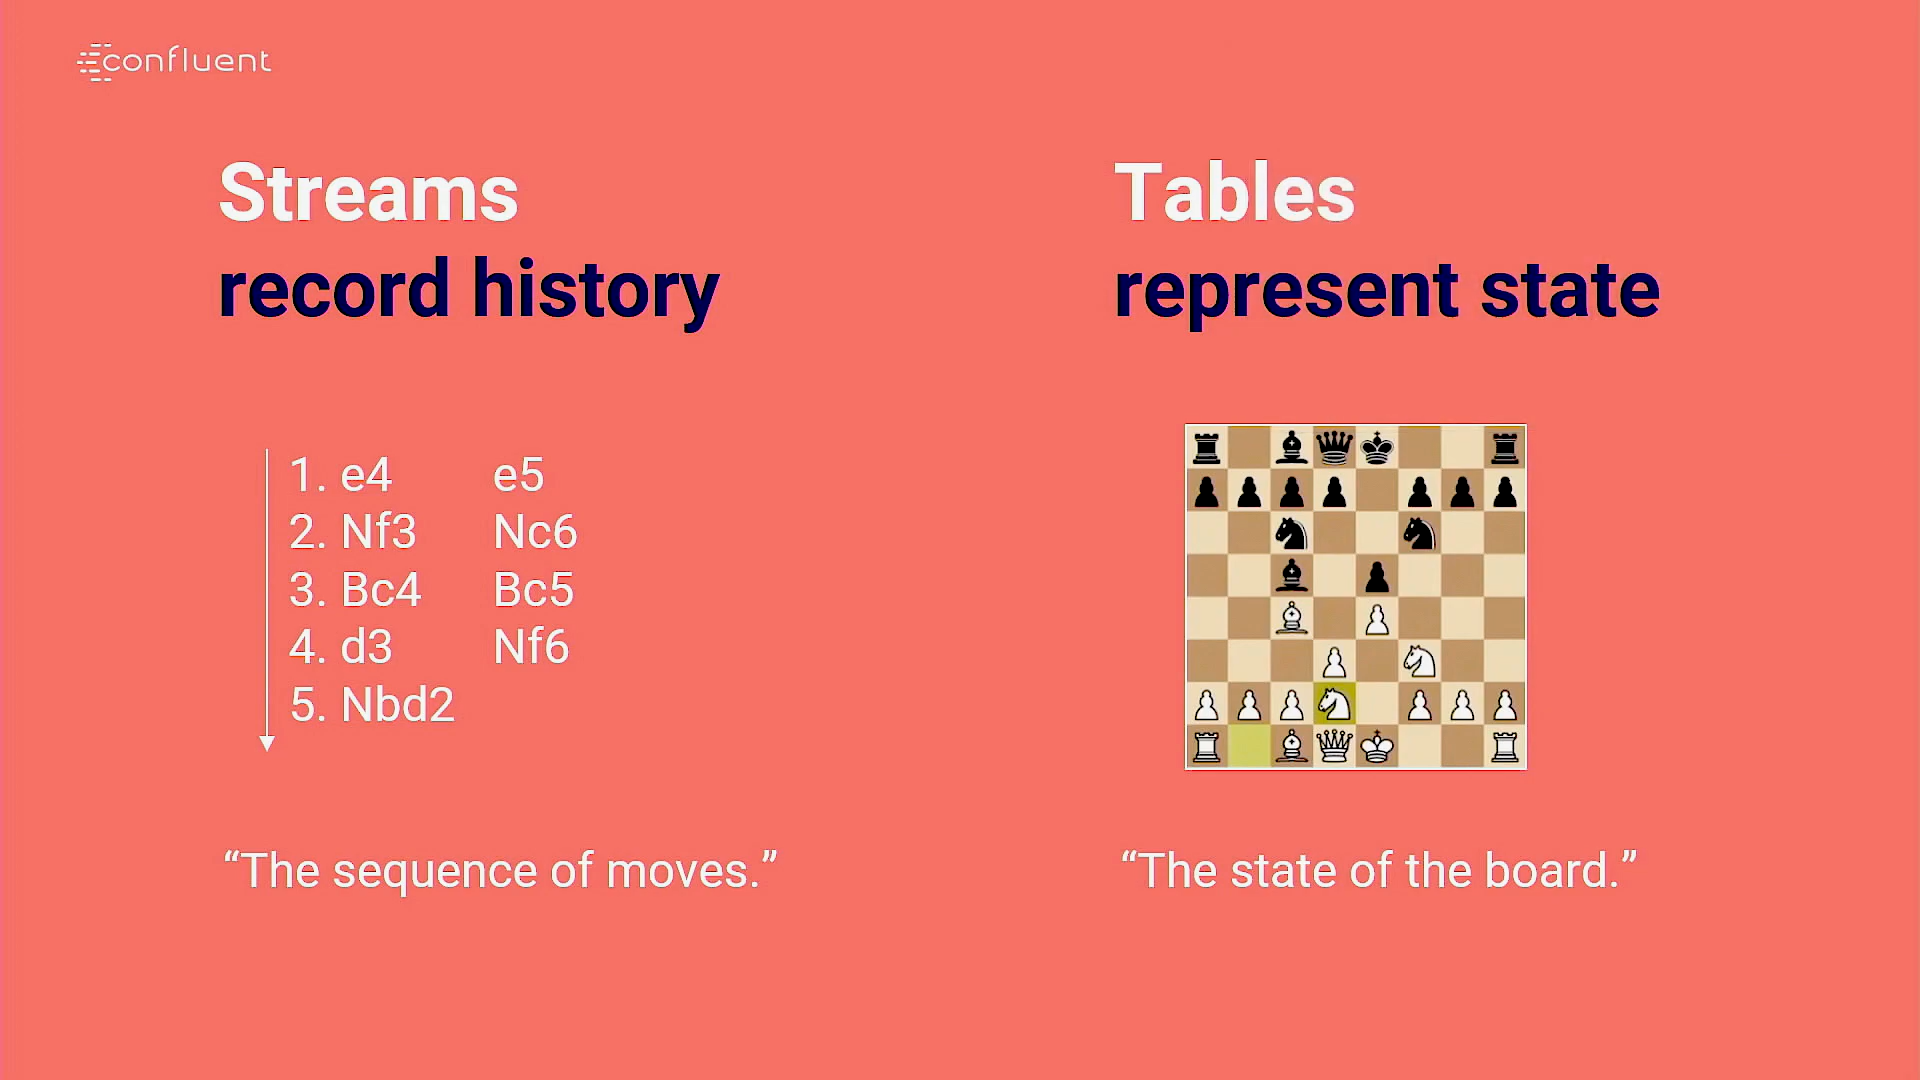 confluent
Streams
record history
1. e4 e5
2. Nf3 Nc6
3. Bc4 Bc5
4. d3 Nf6
5. Nbd2
“The sequence of moves.”
Tables
represent state
“The state of the board.”